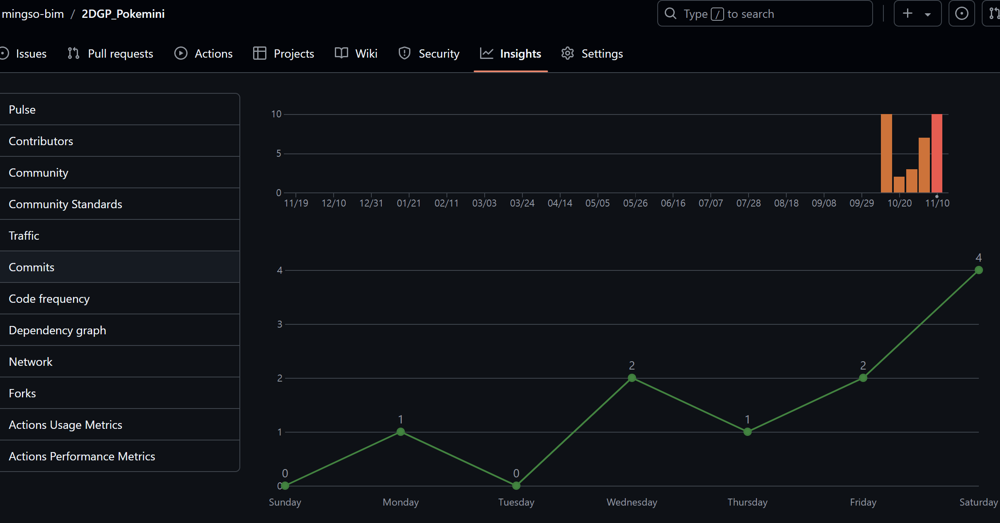 mingso-bim / 2DGP_Pokemini
Type / to search
Issues Pull requests Actions Projects Wiki Security Insights Settings
Pulse
Contributors
Community
Community Standards
Traffic
Commits
Code frequency
Dependency graph
Network
Forks
Actions Usage Metrics
Actions Performance Metrics
10
5
0
11/19 12/10 12/31 01/21 02/11 03/03 03/24 04/14 05/05 05/26 06/16 07/07 07/28 08/18 09/08 09/29 10/20 11/10
4
4
3
2 2
2
1 1
1
0 0
0
Sunday Monday Tuesday Wednesday Thursday Friday Saturday